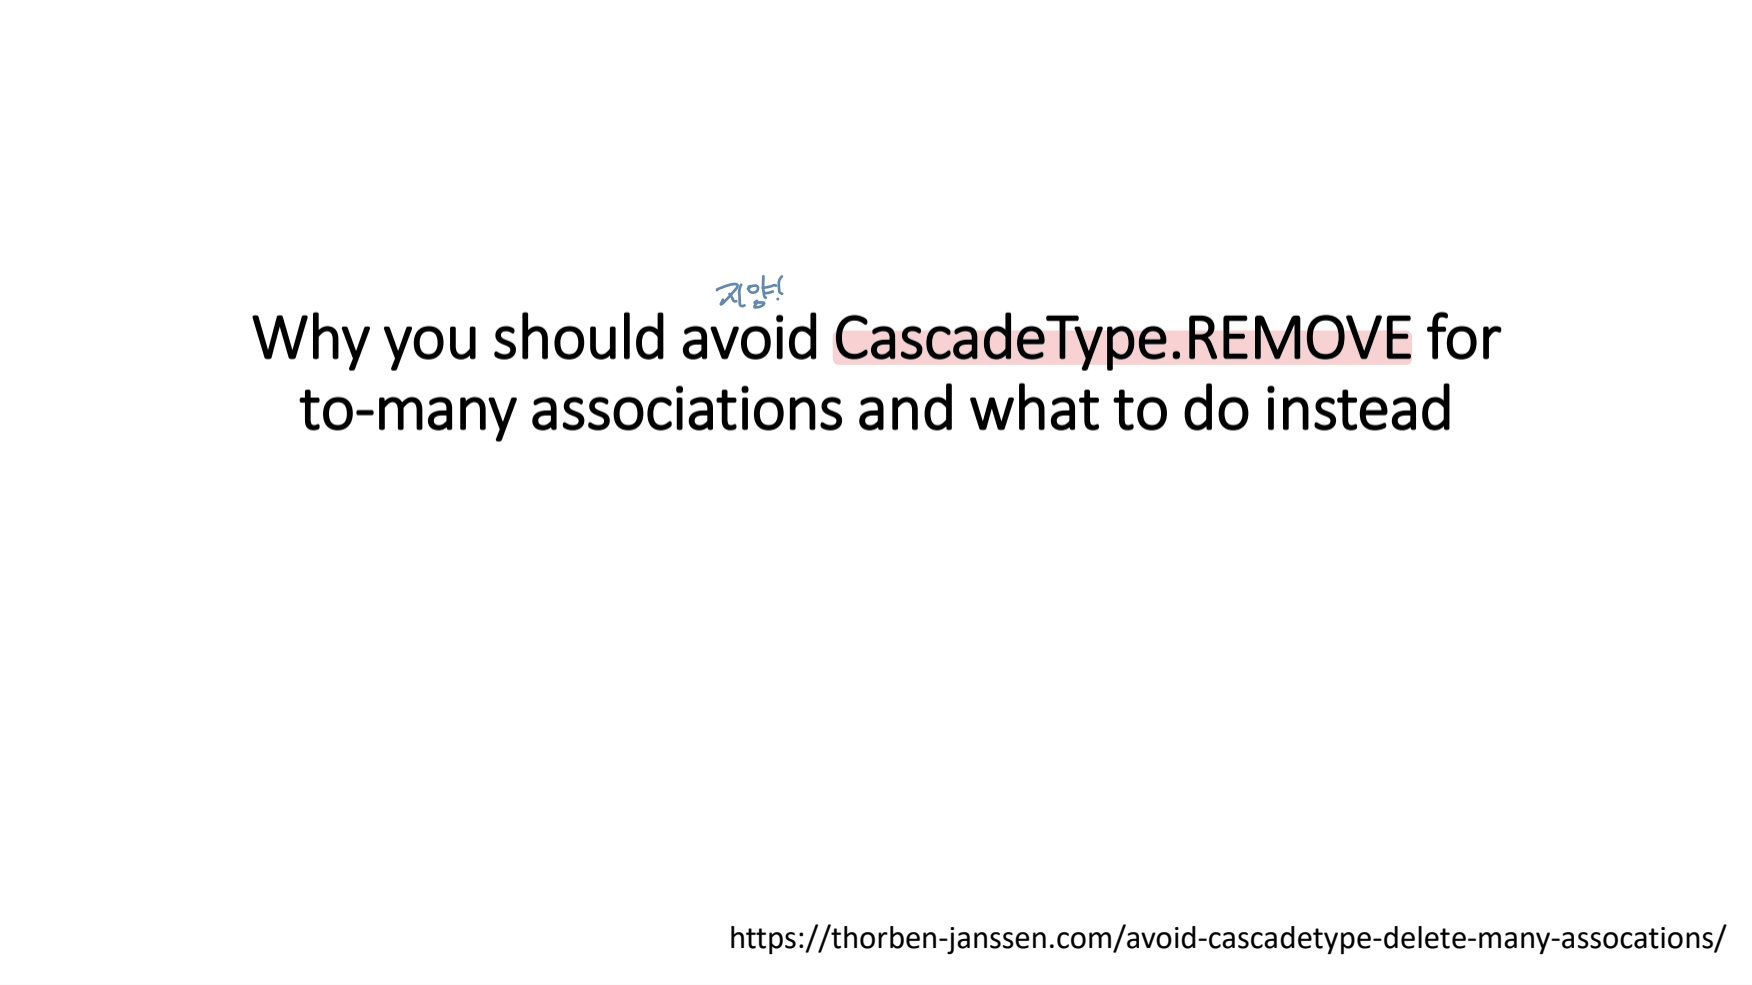 지양!
Why you should avoid CascadeType.REMOVE for
to-many associations and what to do instead
https://thorben-janssen.com/avoid-cascadetype-delete-many-assocations/